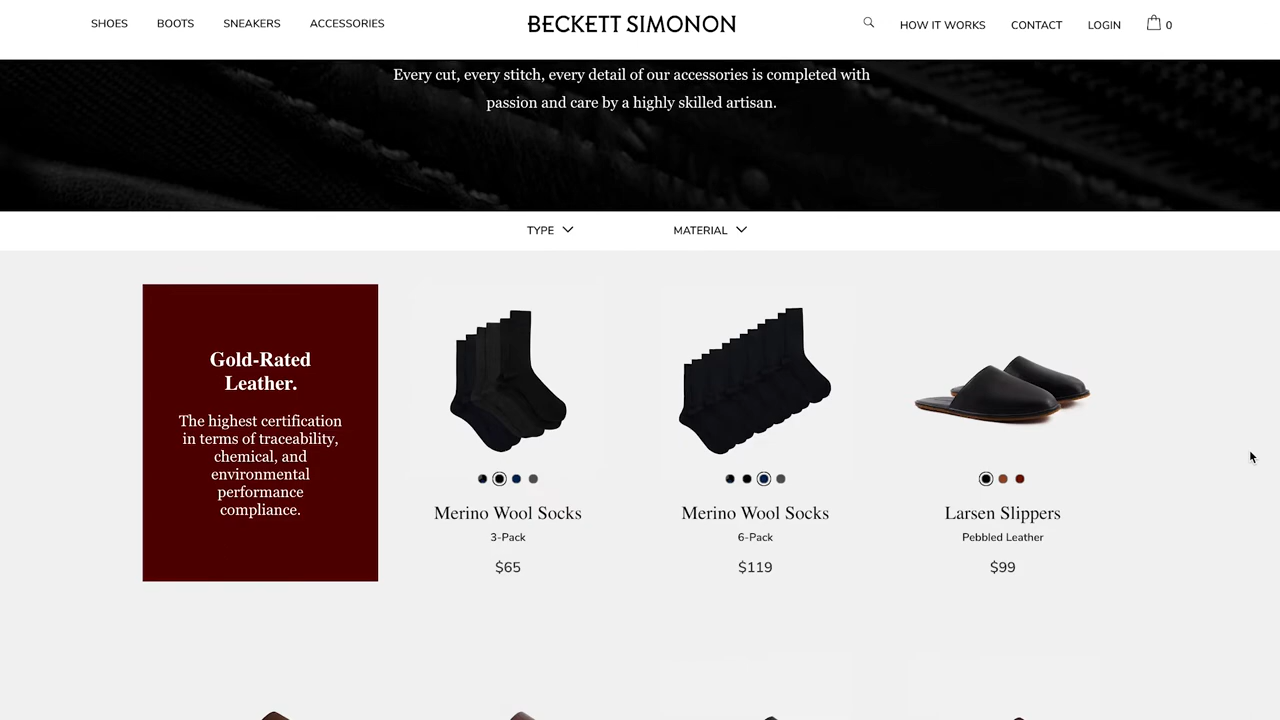 SHOES BOOTS SNEAKERS ACCESSORIES BECKETT SIMONON HOW IT WORKS CONTACT LOGIN 0
Every cut, every stitch, every detail of our accessories is completed with
passion and care by a highly skilled artisan.
TYPE MATERIAL
Gold-Rated
Leather.
The highest certification
in terms of traceability,
chemical, and
environmental
performance
compliance.
Merino Wool Socks
3-Pack
$65
Merino Wool Socks
6-Pack
$119
Larsen Slippers
Pebbled Leather
$99